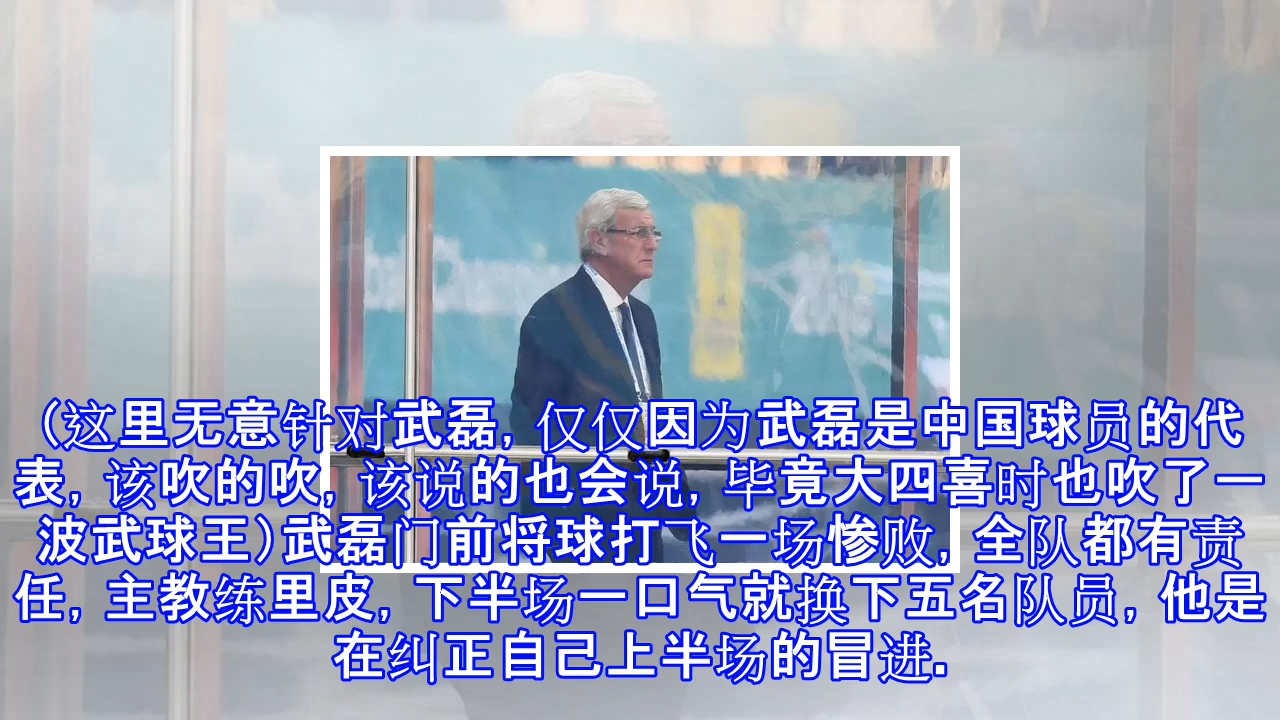 (这里无意针对武磊, 仅仅因为武磊是中国球员的代
表, 该吹的吹, 该说的也会说, 毕竟大四喜时也吹了一
波武球王)武磊门前将球打飞一场惨败, 全队都有责
任, 主教练里皮, 下半场一口气就换下五名队员, 他是
在纠正自己上半场的冒进.